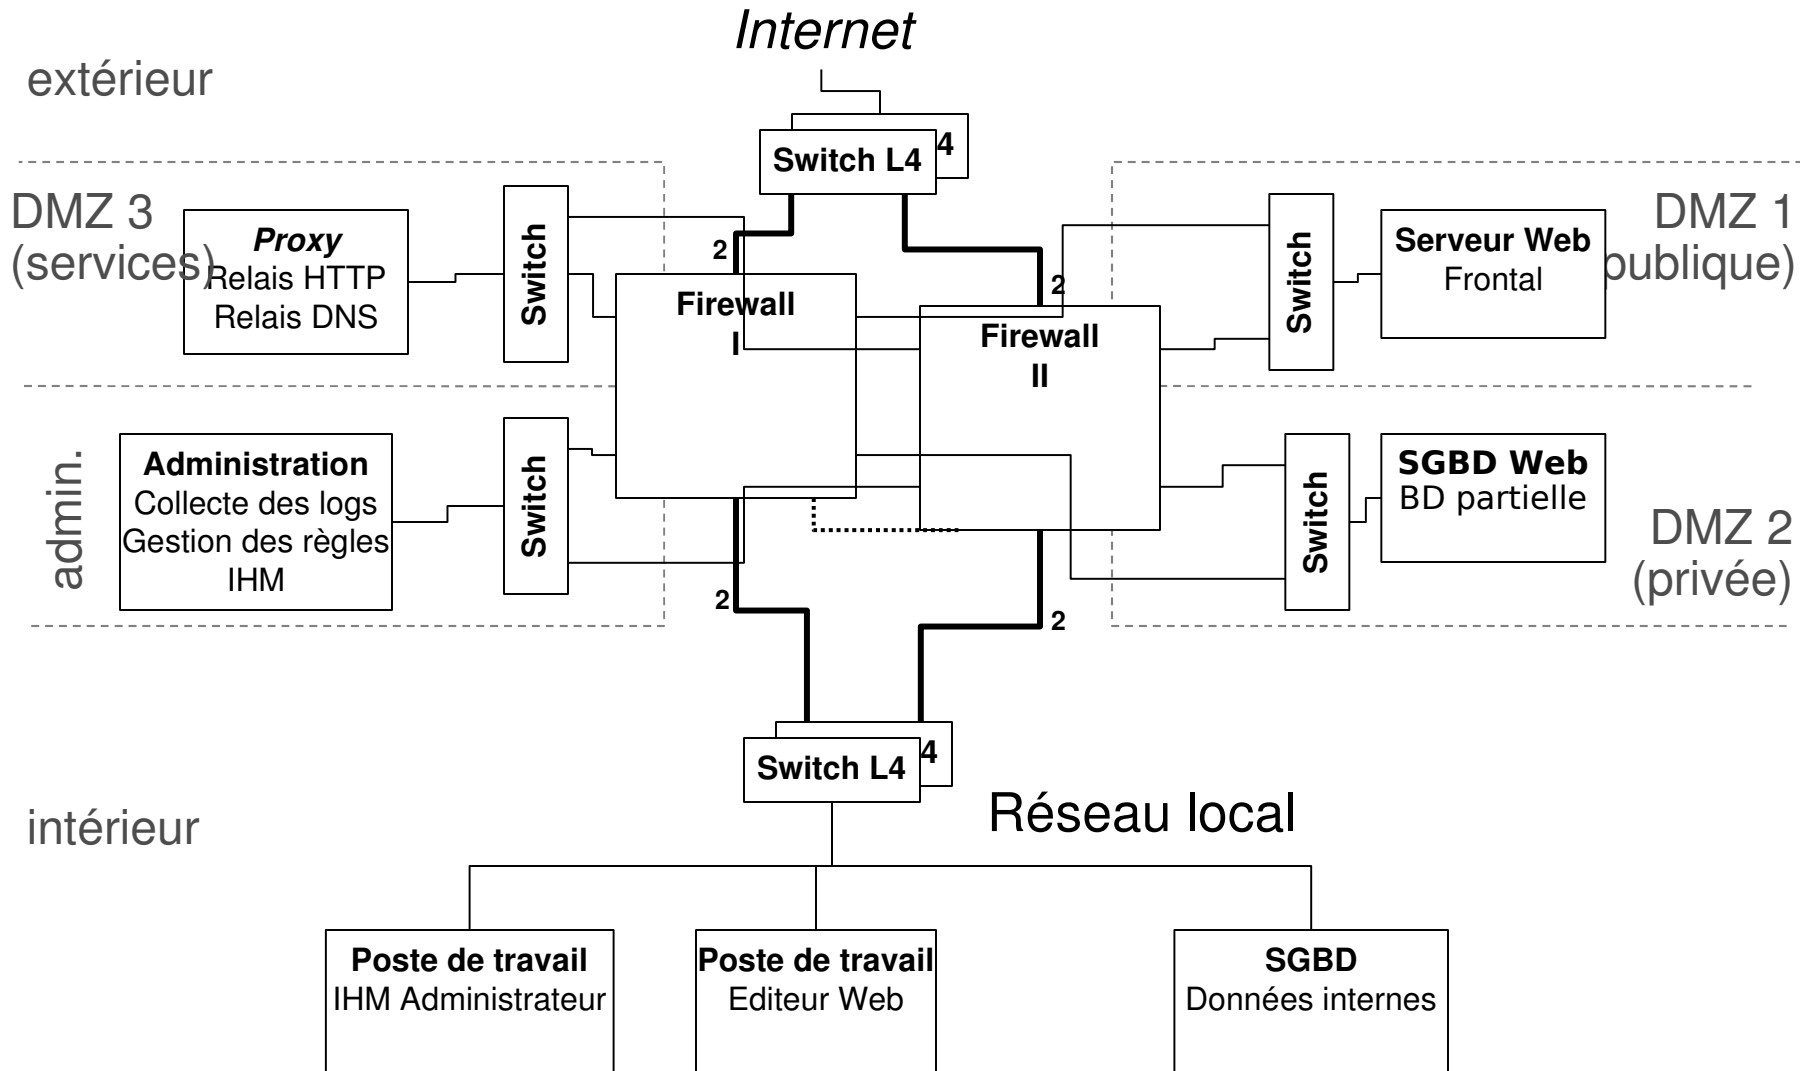 Internet
extérieur
4
Switch L4
DMZ 3
(services)
Proxy
Relais HTTP
Relais DNS
Switch
2
Firewall
I
2
Firewall
II
Switch
Serveur Web
Frontal
DMZ 1
publique)
admin.
Administration
Collecte des logs
Gestion des règles
IHM
Switch
2
2
Switch
SGBD Web
BD partielle
DMZ 2
(privée)
4
Switch L4
Réseau local
intérieur
Poste de travail
IHM Administrateur
Poste de travail
Editeur Web
SGBD
Données internes